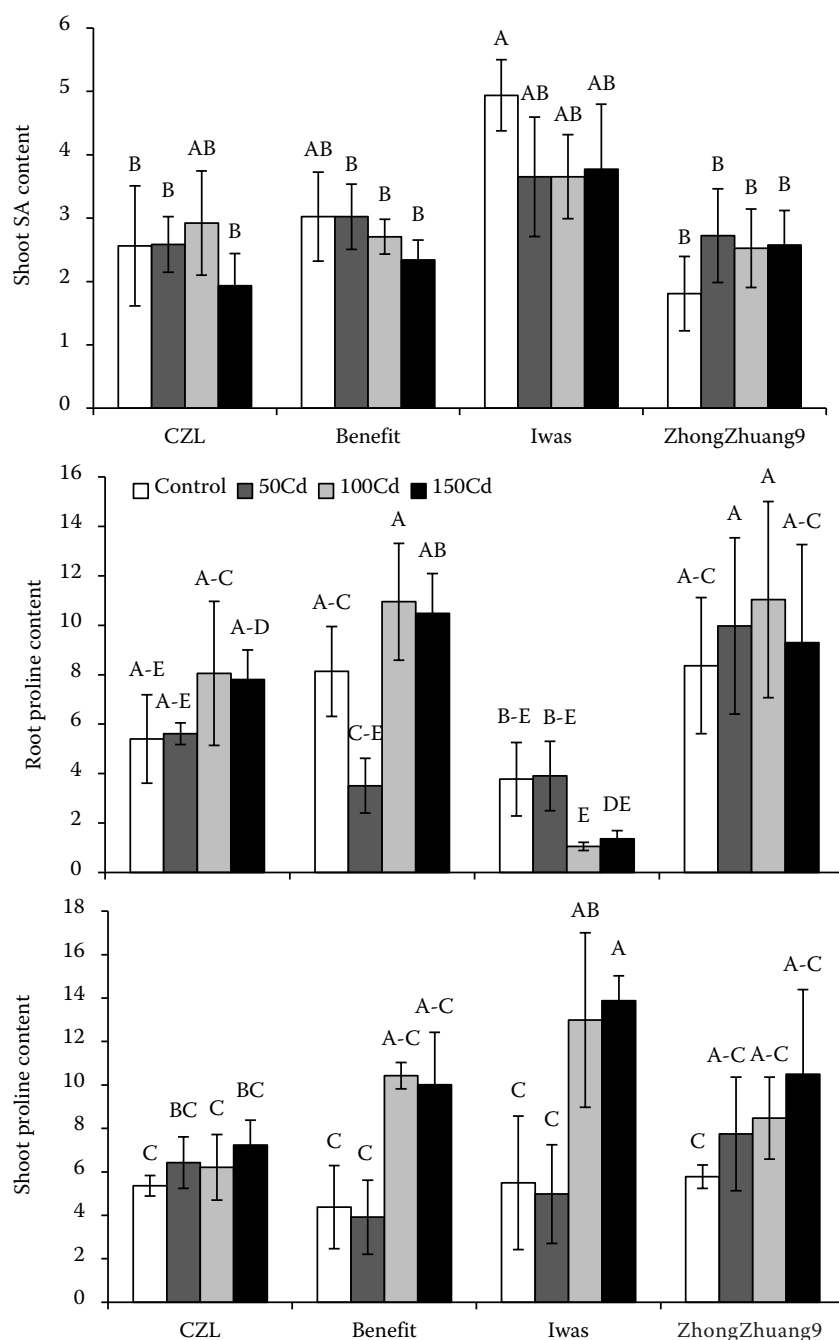 Shoot SA content
6
5
4
3
2
1
0
B
B
AB
B
AB
B
B
B
A
AB
AB
AB
B
B
B
B
CZL
Benefit
Iwas
ZhongZhuang9
Root proline content
16
14
12
10
8
6
4
2
0
Control 50Cd 100Cd 150Cd
A-E
A-E
A-C
A-D
A-C
C-E
A
AB
B-E
B-E
E
DE
A-C
A
A
A-C
Shoot proline content
18
16
14
12
10
8
6
4
2
0
C
BC
C
BC
C
C
A-C
A-C
C
C
AB
A
C
A-C
A-C
A-C
CZL
Benefit
Iwas
ZhongZhuang9